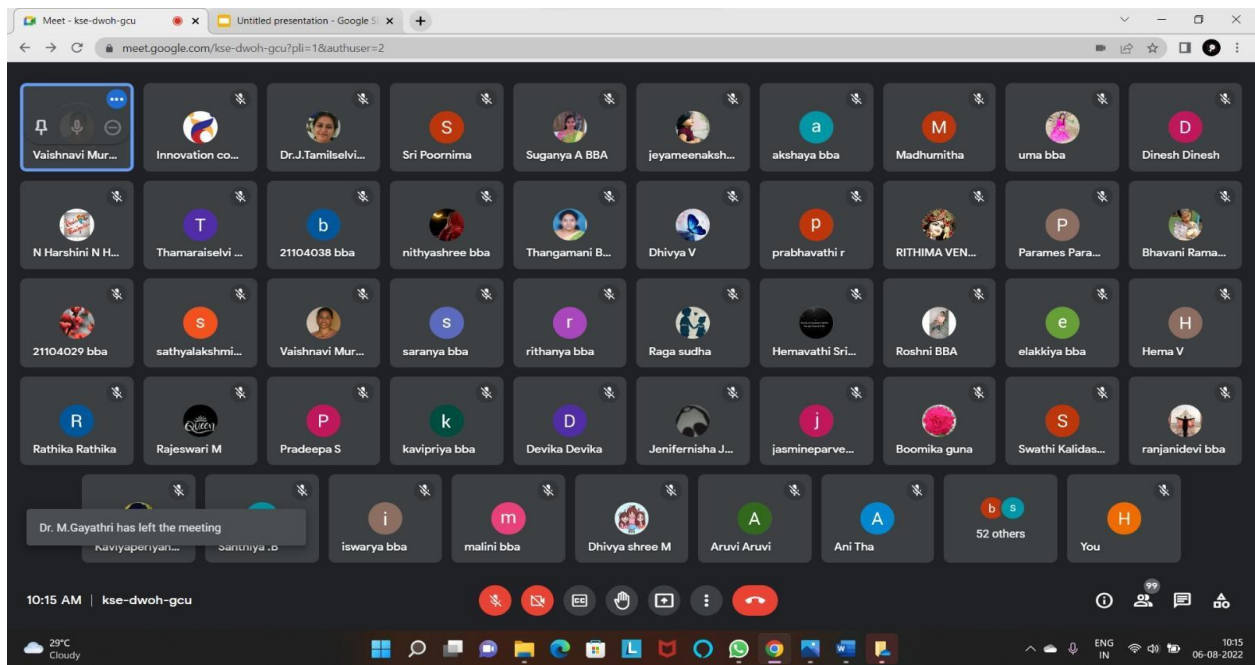 Meet - kse-dwoh-gcu
Untitled presentation - Google S
meet.google.com/kse-dwoh-gcu?pli=1&authuser=2
Vaishnavi Mur...
Innovation co...
Dr.J.Tamilselvi...
S
Sri Poornima
Suganya A BBA
jeyameenaksh...
a
akshaya bba
M
Madhumitha
uma bba
D
Dinesh Dinesh
N Harshini N H...
T
Thamaraiselvi ...
b
21104038 bba
nithyashree bba
Thangamani B...
Dhivya V
p
prabhavathi r
RITHIMA VEN...
P
Parames Para...
Bhavani Rama...
21104029 bba
s
sathyalakshmi...
Vaishnavi Mur...
s
saranya bba
r
rithanya bba
Raga sudha
Hemavathi Sri...
Roshni BBA
e
elakkiya bba
H
Hema V
R
Rathika Rathika
Queen
Rajeswari M
P
Pradeepa S
k
kavipriya bba
D
Devika Devika
Jenifernisha J...
j
jasmineparve...
Boomika guna
S
Swathi Kalidas...
ranjanidevi bba
Dr. M.Gayathri has left the meeting
Kaviyaperiyan...
Santhiya .B
i
iswarya bba
m
malini bba
Dhivya shree M
A
Aruvi Aruvi
A
Ani Tha
b s
52 others
H
You
10:15 AM | kse-dwoh-gcu
CC
99
29°C
Cloudy
L
W
ENG
IN
10:15
06-08-2022